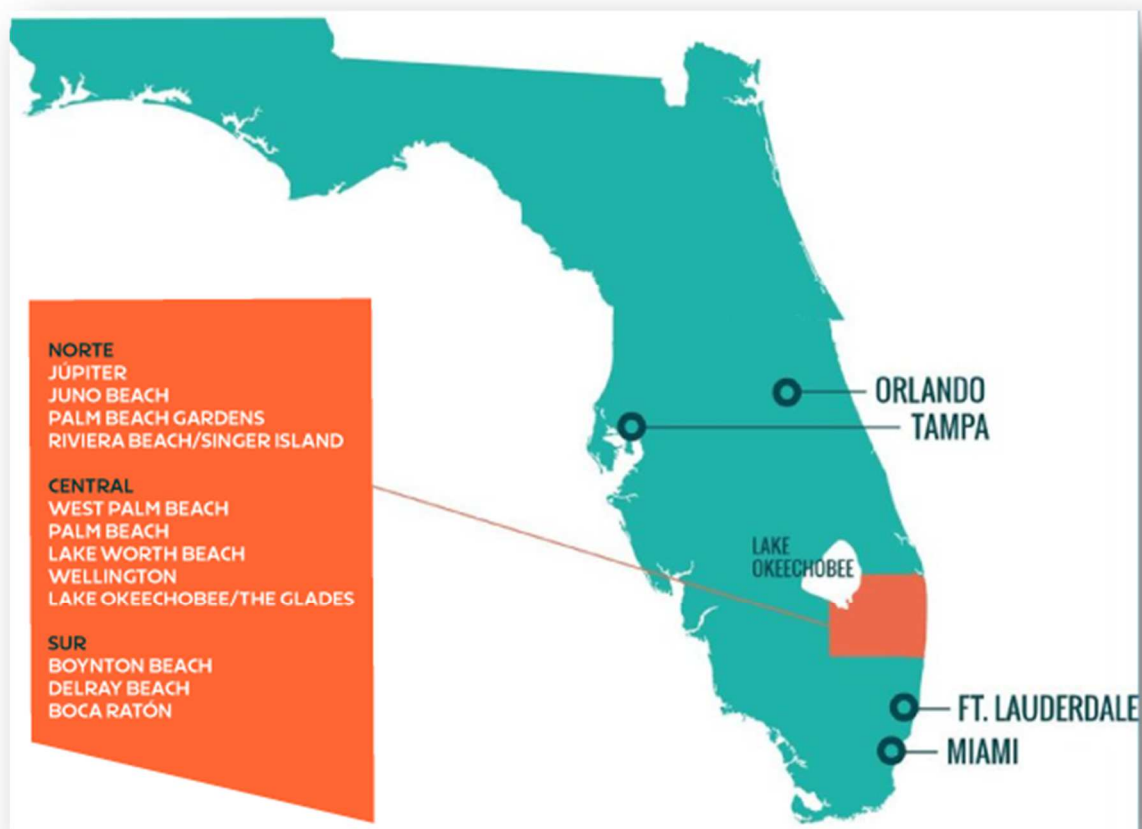 NORTE
JÚPITER
JUNO BEACH
PALM BEACH GARDENS
RIVIERA BEACH/SINGER ISLAND
CENTRAL
WEST PALM BEACH
PALM BEACH
LAKE WORTH BEACH
WELLINGTON
LAKE OKEECHOBEE/THE GLADES
SUR
BOYNTON BEACH
DELRAY BEACH
BOCA RATÓN
ORLANDO
TAMPA
LAKE
OKEECHOBEE
FT. LAUDERDALE
MIAMI